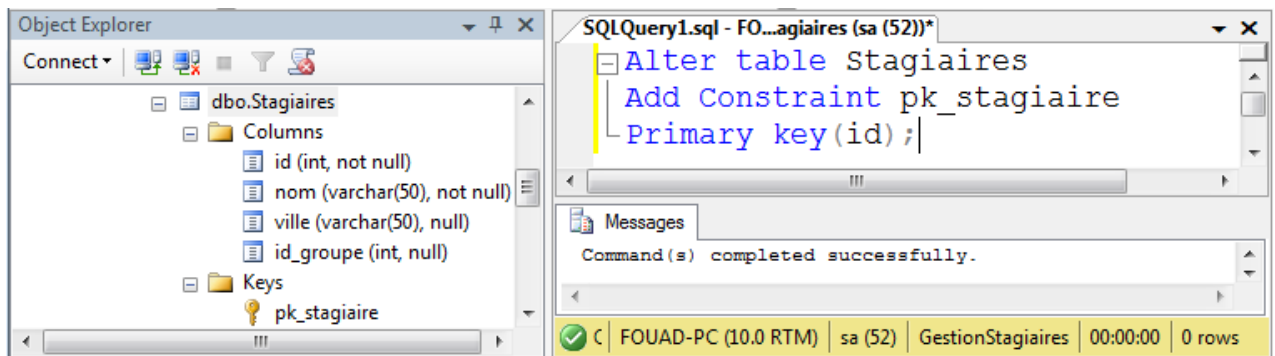 Object Explorer
Connect
dbo.Stagiaires
Columns
id (int, not null)
nom (varchar(50), not null)
ville (varchar(50), null)
id_groupe (int, null)
Keys
pk_stagiaire
SQLQuery1.sql - FO...agiaires (sa (52))*
Alter table Stagiaires
Add Constraint pk_stagiaire
Primary key(id);
Messages
Command(s) completed successfully.
C FOUAD-PC (10.0 RTM) sa (52) GestionStagiaires 00:00:00 0 rows